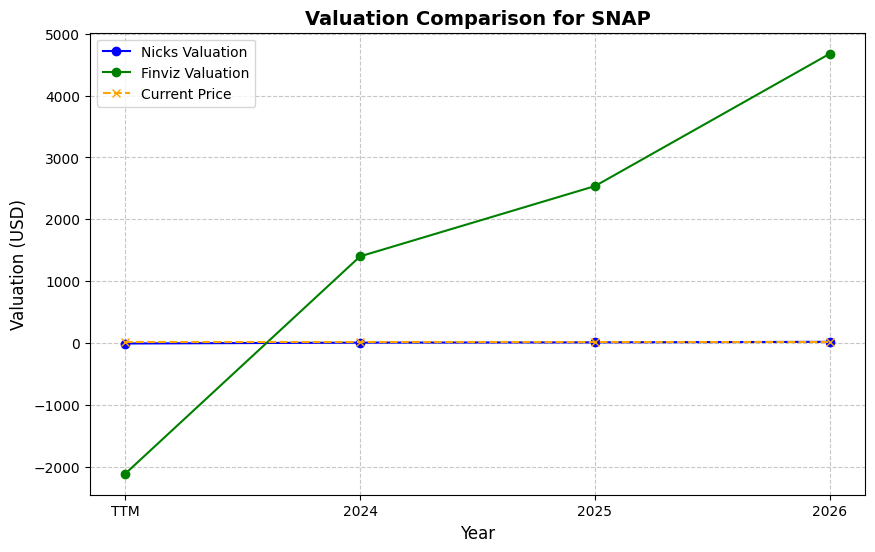 Valuation Comparison for SNAP
Nicks Valuation
Finviz Valuation
Current Price
5000
4000
3000
2000
1000
0
−1000
−2000
Valuation (USD)
TTM
2024
2025
2026
Year